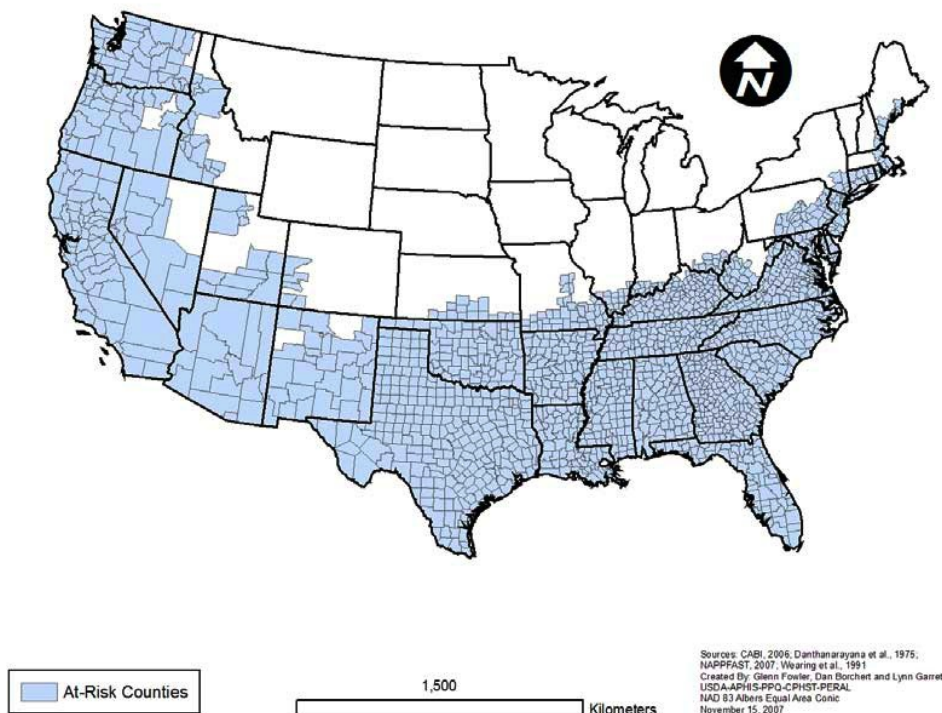 N
At-Risk Counties
1,500
Kilometers
Sources: CABI, 2006; Danthanarayana et al., 1975;
NAPPFAST, 2007; Wearing et al., 1991
Created By: Glenn Fowler, Dan Borchert and Lynn Garret
USDA-APHIS-PPQ-CPHST-PERAL
NAD 83 Albers Equal Area Conic
November 15, 2007